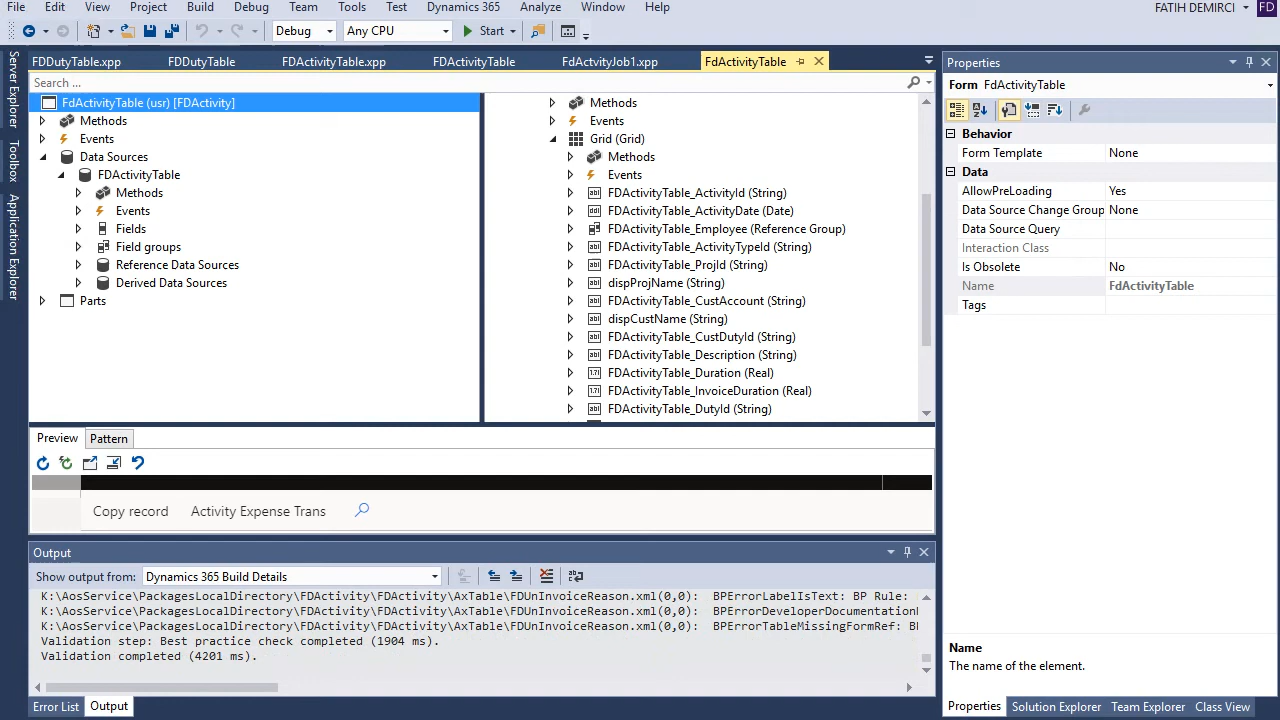 File Edit View Project Build Debug Team Tools Test Dynamics 365 Analyze Window Help FATIH DEMIRCI FD
Debug Any CPU Start
FDDutyTable.xpp FDDutyTable FDActivityTable.xpp FDActivityTable FdActivityJob1.xpp FdActivityTable
Search ...
FdActivityTable (usr) [FDActivity]
Methods
Events
Data Sources
FDActivityTable
Methods
Events
Fields
Field groups
Reference Data Sources
Derived Data Sources
Parts
Methods
Events
Grid (Grid)
Methods
Events
FDActivityTable_ActivityId (String)
FDActivityTable_ActivityDate (Date)
FDActivityTable_Employee (Reference Group)
FDActivityTable_ActivityTypeId (String)
FDActivityTable_ProjId (String)
dispProjName (String)
FDActivityTable_CustAccount (String)
dispCustName (String)
FDActivityTable_CustDutyId (String)
FDActivityTable_Description (String)
FDActivityTable_Duration (Real)
FDActivityTable_InvoiceDuration (Real)
FDActivityTable_DutyId (String)
Preview Pattern
Copy record Activity Expense Trans
Output
Show output from: Dynamics 365 Build Details
K:\AosService\PackagesLocalDirectory\FDActivity\FDActivity\AxTable\FDUnInvoiceReason.xml(0,0): BPErrorLabelIsText: BP Rule:
K:\AosService\PackagesLocalDirectory\FDActivity\FDActivity\AxTable\FDUnInvoiceReason.xml(0,0): BPErrorDeveloperDocumentation
K:\AosService\PackagesLocalDirectory\FDActivity\FDActivity\AxTable\FDUnInvoiceReason.xml(0,0): BPErrorTableMissingFormRef: BP
Validation step: Best practice check completed (1904 ms).
Validation completed (4201 ms).
Error List Output
Server Explorer
Toolbox
Application Explorer
Properties
Form FdActivityTable
Behavior
Form Template None
Data
AllowPreLoading Yes
Data Source Change Group None
Data Source Query
Interaction Class
Is Obsolete No
Name FdActivityTable
Tags
Name
The name of the element.
Properties Solution Explorer Team Explorer Class View